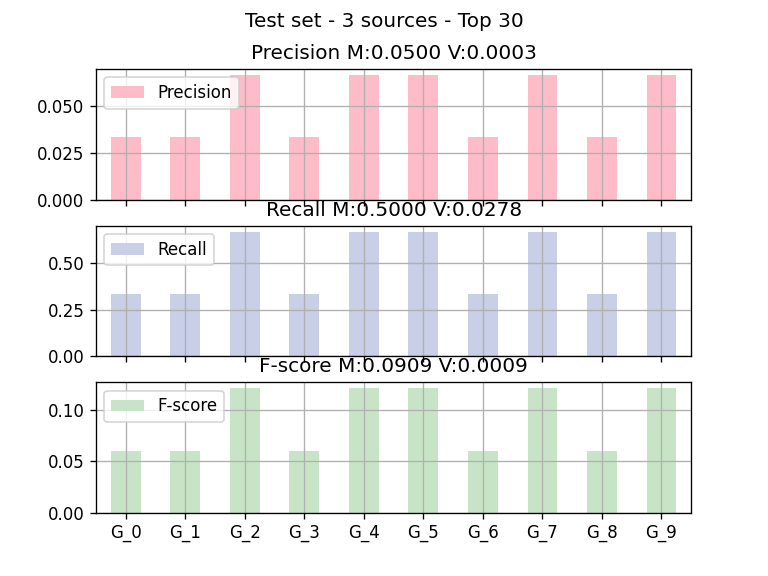 Test set - 3 sources - Top 30
Precision M:0.0500 V:0.0003
Precision
0.050
0.025
0.000
Recall M:0.5000 V:0.0278
Recall
0.50
0.25
0.00
F-score M:0.0909 V:0.0009
F-score
0.10
0.05
0.00
G_0 G_1 G_2 G_3 G_4 G_5 G_6 G_7 G_8 G_9